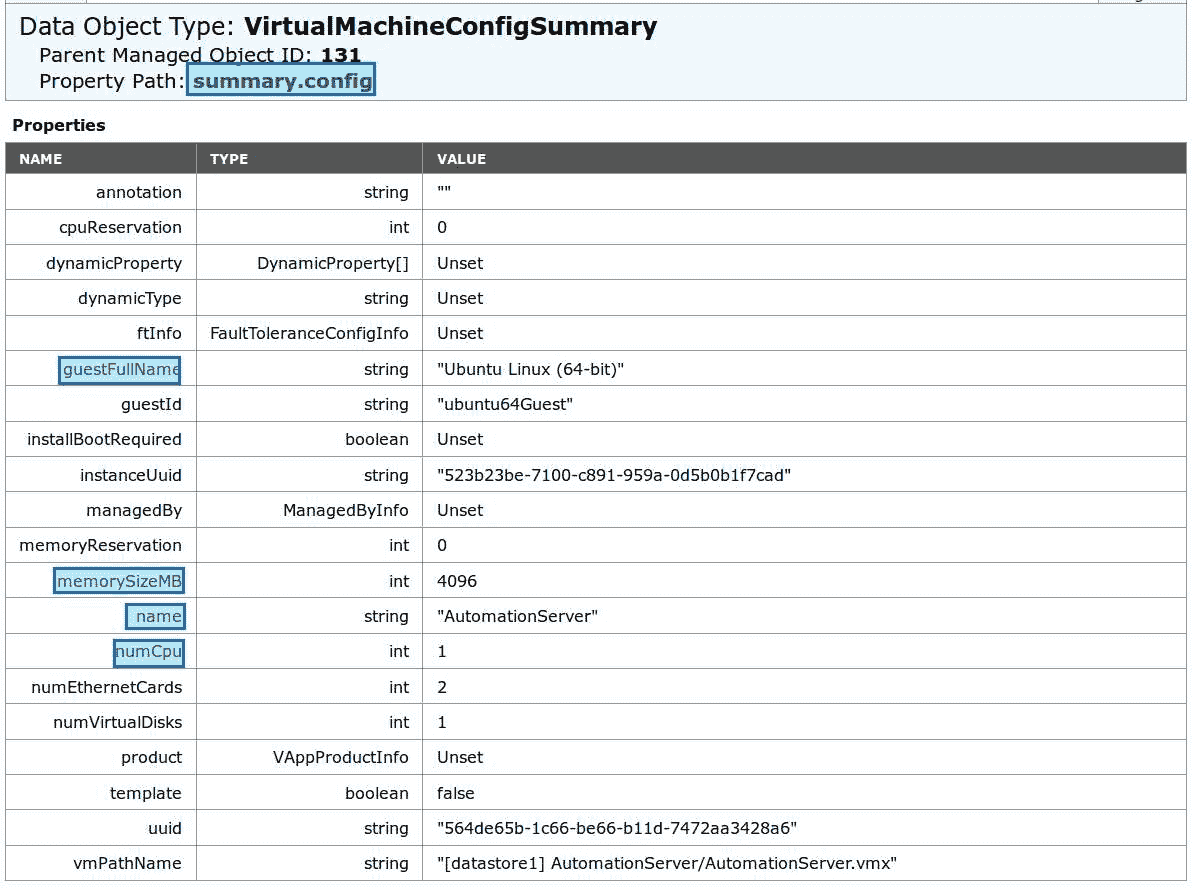 Data Object Type: VirtualMachineConfigSummary
Parent Managed Object ID: 131
Property Path: summary.config
Properties
NAME TYPE VALUE
annotation string ""
cpuReservation int 0
dynamicProperty DynamicProperty[] Unset
dynamicType string Unset
ftInfo FaultToleranceConfigInfo Unset
guestFullName string "Ubuntu Linux (64-bit)"
guestId string "ubuntu64Guest"
installBootRequired boolean Unset
instanceUuid string "523b23be-7100-c891-959a-0d5b0b1f7cad"
managedBy ManagedByInfo Unset
memoryReservation int 0
memorySizeMB int 4096
name string "AutomationServer"
numCpu int 1
numEthernetCards int 2
numVirtualDisks int 1
product VAppProductInfo Unset
template boolean false
uuid string "564de65b-1c66-be66-b11d-7472aa3428a6"
vmPathName string "[datastore1] AutomationServer/AutomationServer.vmx"